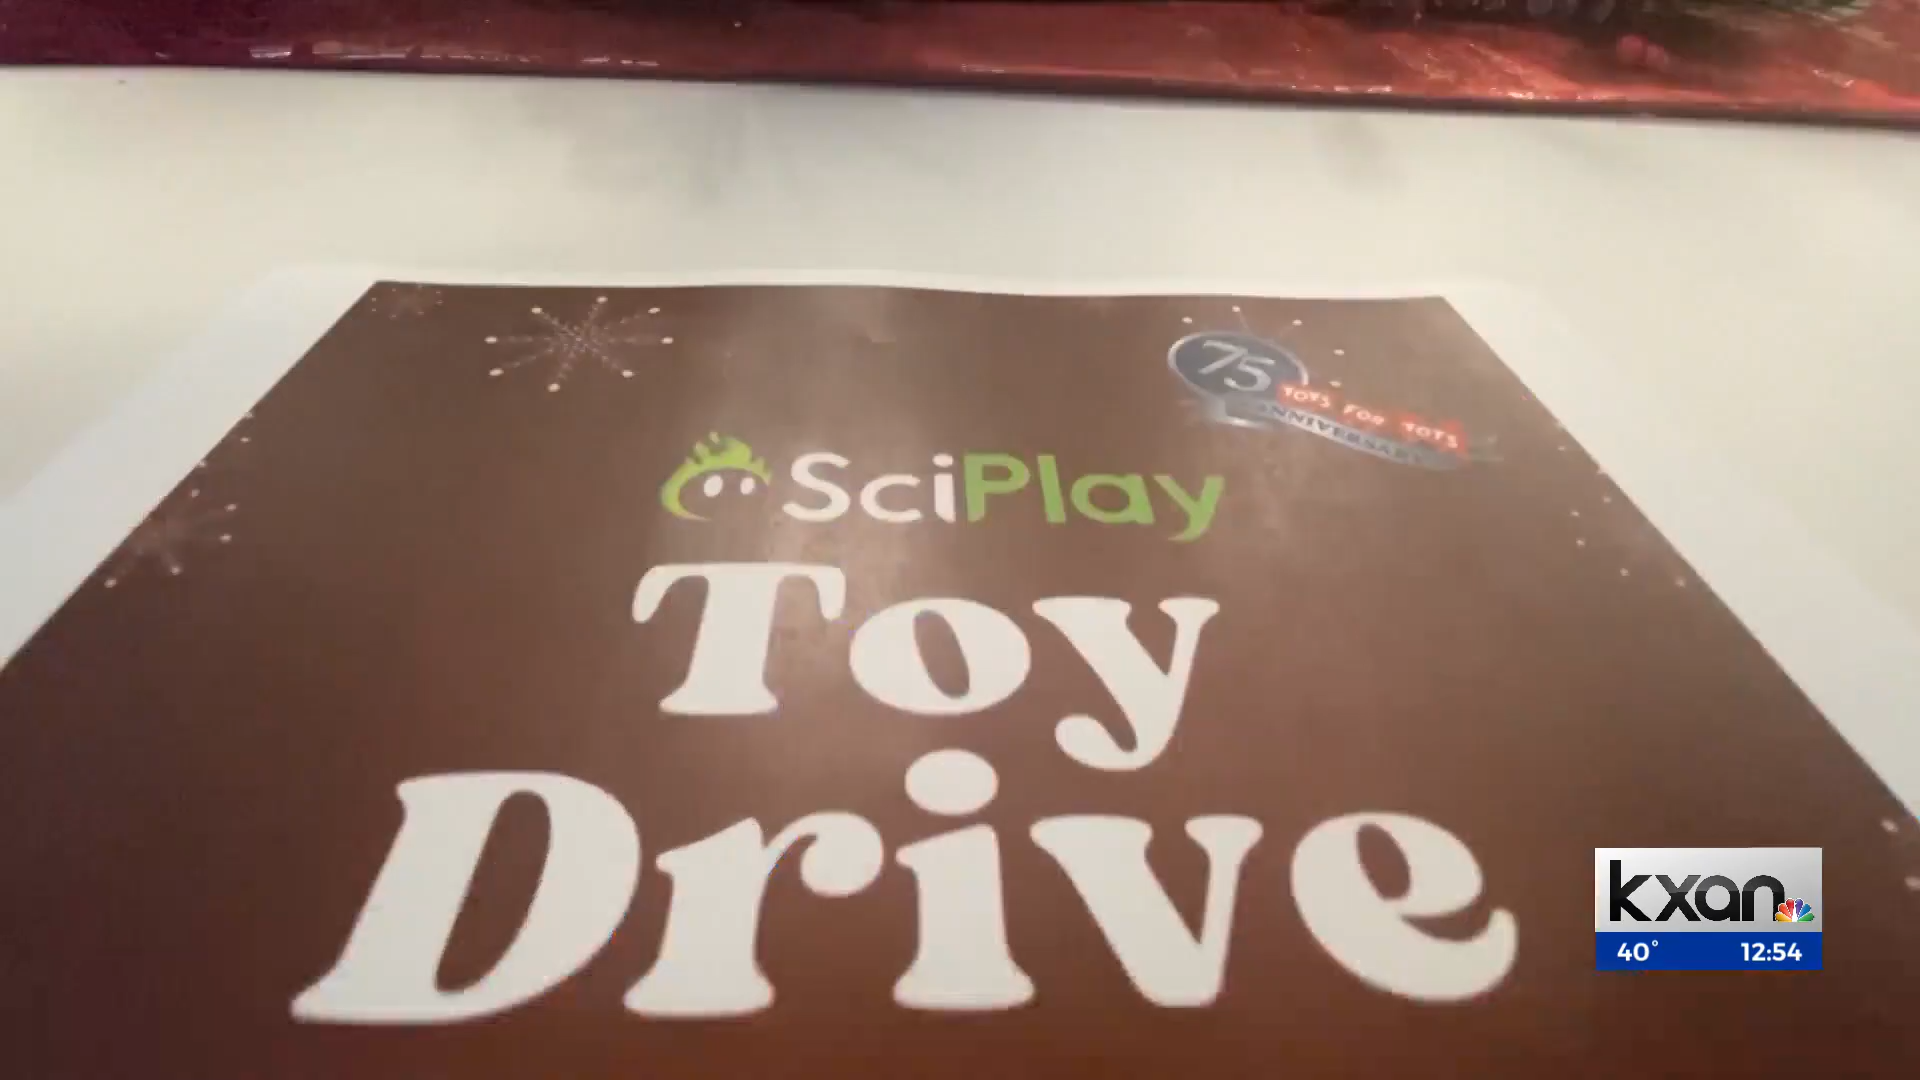 75
TOYS FOR TOTS
ANNIVERSARY
SciPlay
Toy
Drive
kxan
40° 12:54